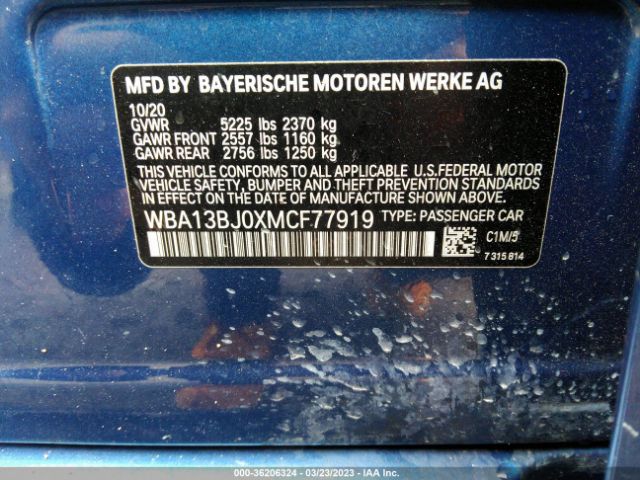 MFD BY BAYERISCHE MOTOREN WERKE AG
10/20
GVWR 5225 lbs 2370 kg
GAWR FRONT 2557 lbs 1160 kg
GAWR REAR 2756 lbs 1250 kg
THIS VEHICLE CONFORMS TO ALL APPLICABLE U.S.FEDERAL MOTOR
VEHICLE SAFETY, BUMPER AND THEFT PREVENTION STANDARDS
IN EFFECT ON THE DATE OF MANUFACTURE SHOWN ABOVE.
WBA13BJ0XMCF77919 TYPE: PASSENGER CAR
C1M/5
7315814
000-36206324 / 03/23/2023 - IAA Inc.